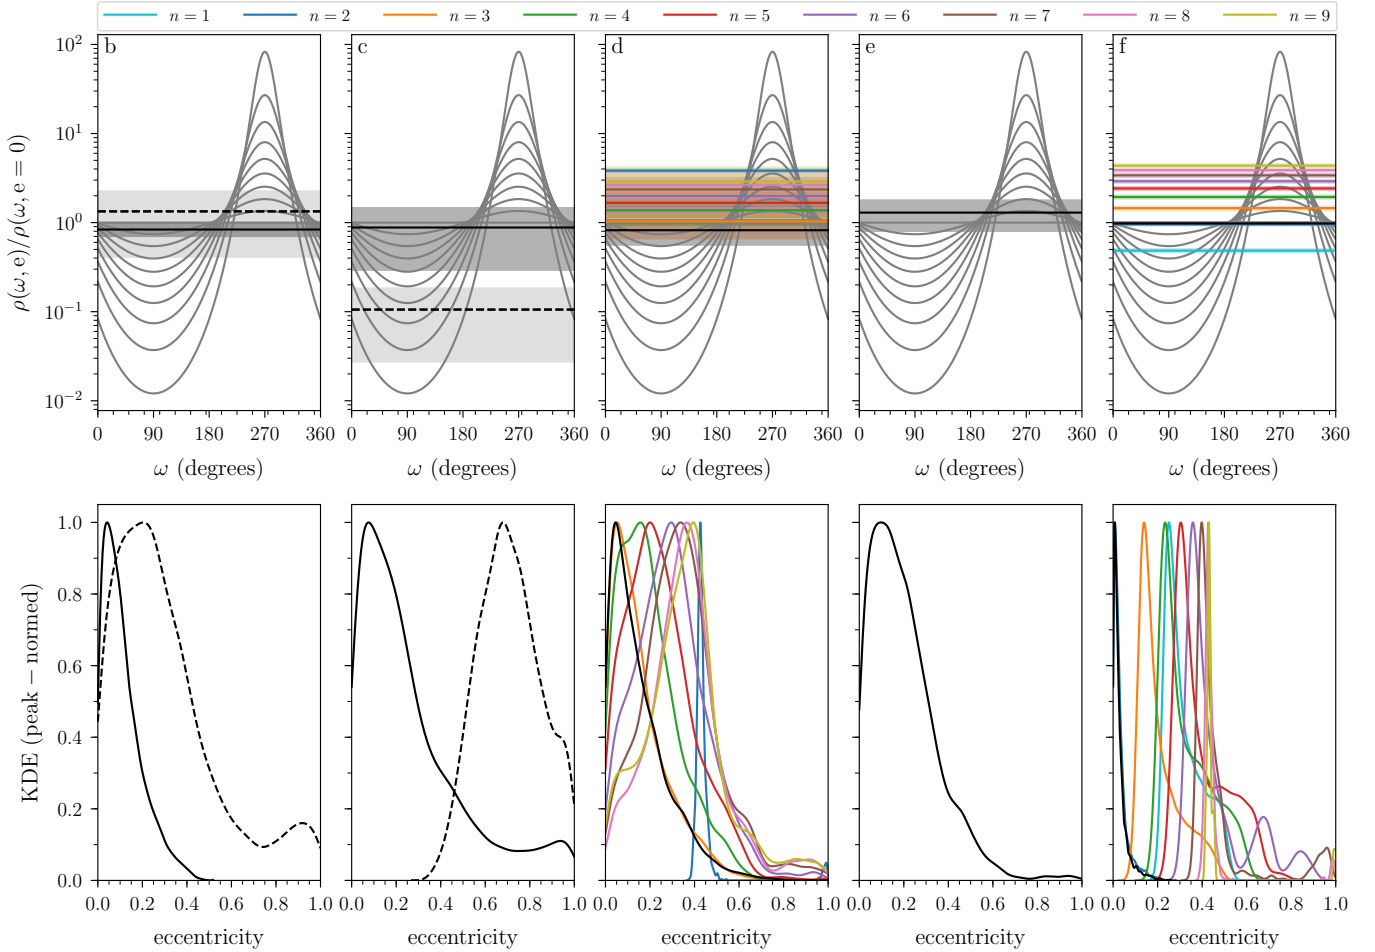 n = 1 n = 2 n = 3 n = 4 n = 5 n = 6 n = 7 n = 8 n = 9
b c d e f
ρ(ω, e)/ρ(ω, e = 0)
10² 10¹ 10⁰ 10⁻¹ 10⁻²
0 90 180 270 360 0 90 180 270 360 0 90 180 270 360 0 90 180 270 360 0 90 180 270 360
ω (degrees) ω (degrees) ω (degrees) ω (degrees) ω (degrees)
KDE (peak − normed)
1.0 0.8 0.6 0.4 0.2 0.0
0.0 0.2 0.4 0.6 0.8 1.0 0.0 0.2 0.4 0.6 0.8 1.0 0.0 0.2 0.4 0.6 0.8 1.0 0.0 0.2 0.4 0.6 0.8 1.0 0.0 0.2 0.4 0.6 0.8 1.0
eccentricity eccentricity eccentricity eccentricity eccentricity